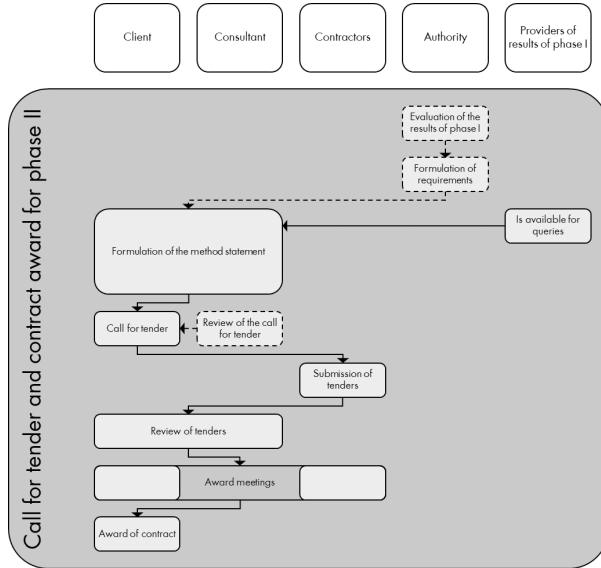 Client
Consultant
Contractors
Authority
Providers of
results of phase I
Call for tender and contract award for phase II
Evaluation of the
results of phase I
Formulation of
requirements
Is available for
queries
Formulation of the method statement
Call for tender
Review of the call
for tender
Submission of
tenders
Review of tenders
Award meetings
Award of contract